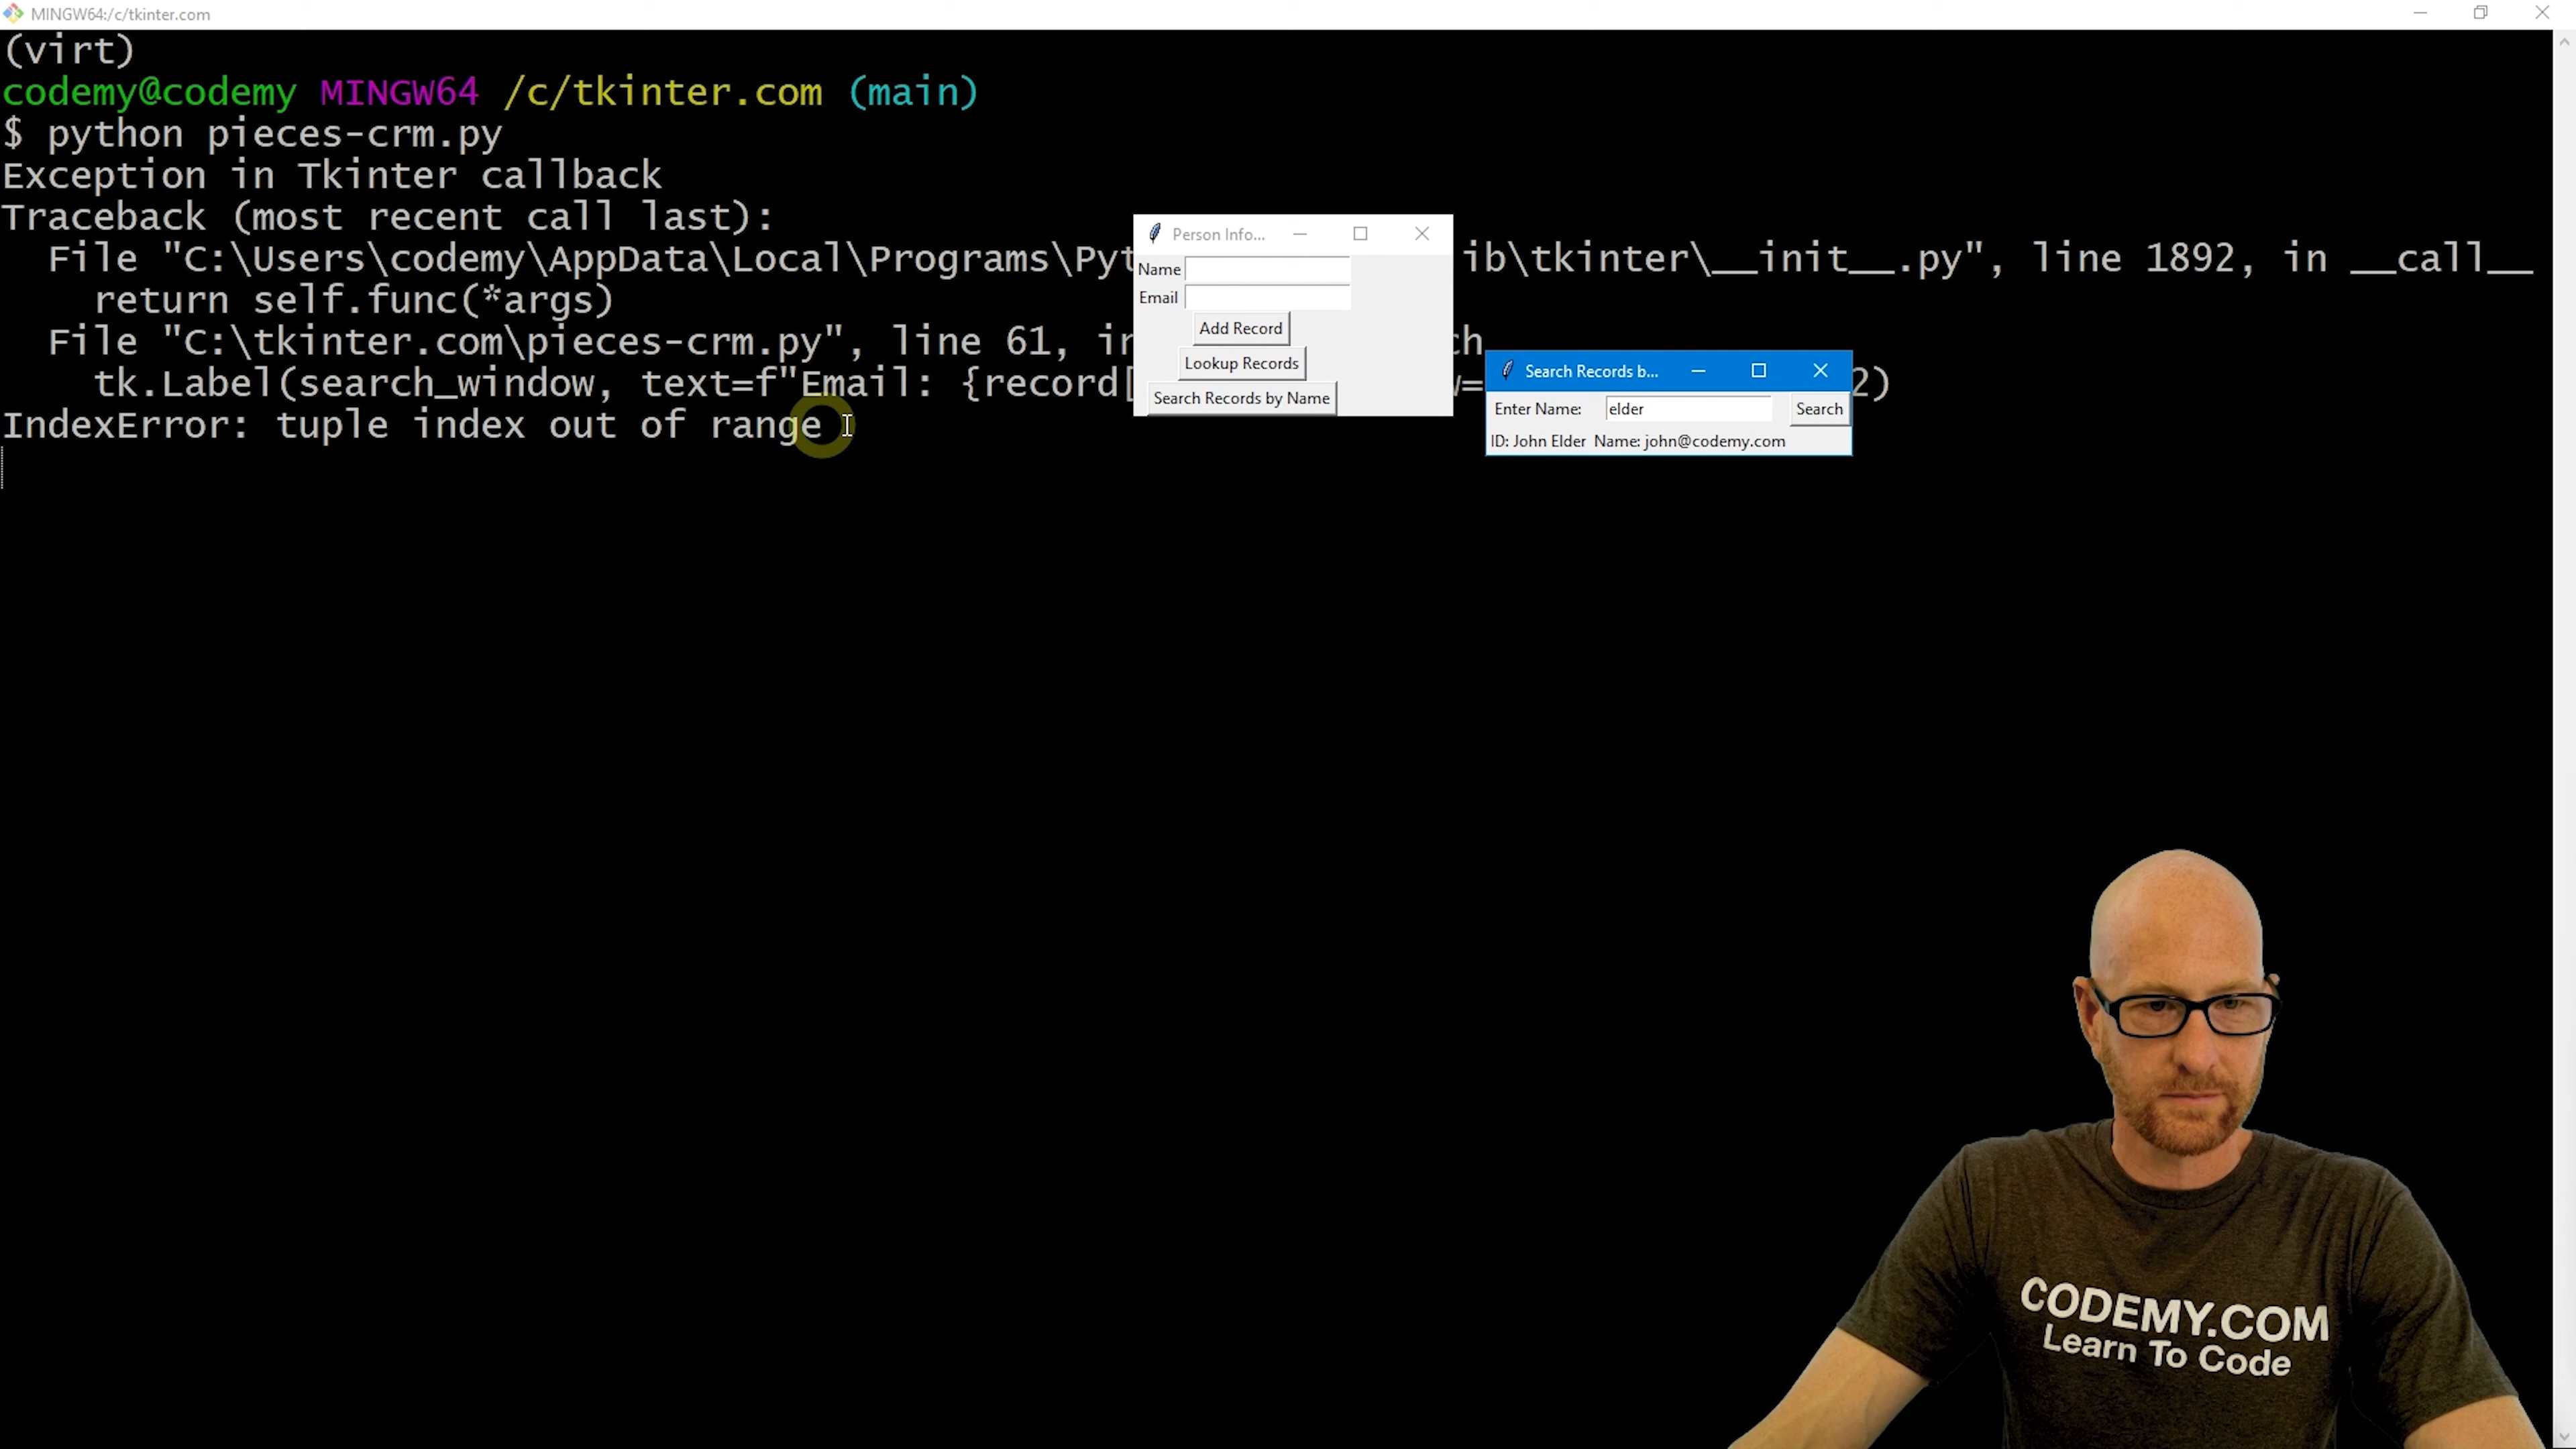 MINGW64:/c/tkinter.com
(virt)
codemy@codemy MINGW64 /c/tkinter.com (main)
$ python pieces-crm.py
Exception in Tkinter callback
Traceback (most recent call last):
File "C:\Users\codemy\AppData\Local\Programs\Pyt ib\tkinter\__init__.py", line 1892, in __call__
return self.func(*args)
File "C:\tkinter.com\pieces-crm.py", line 61, in ch
tk.Label(search_window, text=f"Email: {record[ w= 2)
IndexError: tuple index out of range
Person Info...
Name
Email
Add Record
Lookup Records
Search Records by Name
Search Records b...
Enter Name: elder Search
ID: John Elder Name: john@codemy.com
CODEMY.COM
Learn To Code